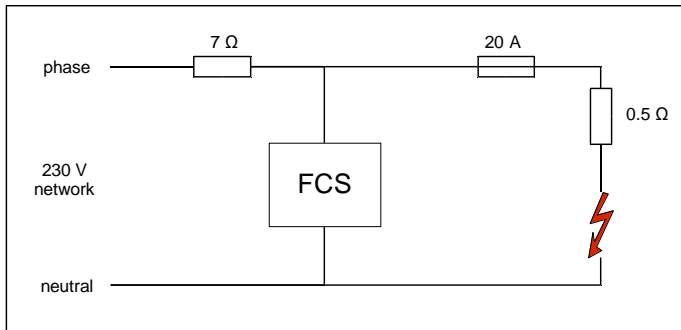 7 Ω
20 A
phase
0.5 Ω
230 V
network
FCS
neutral